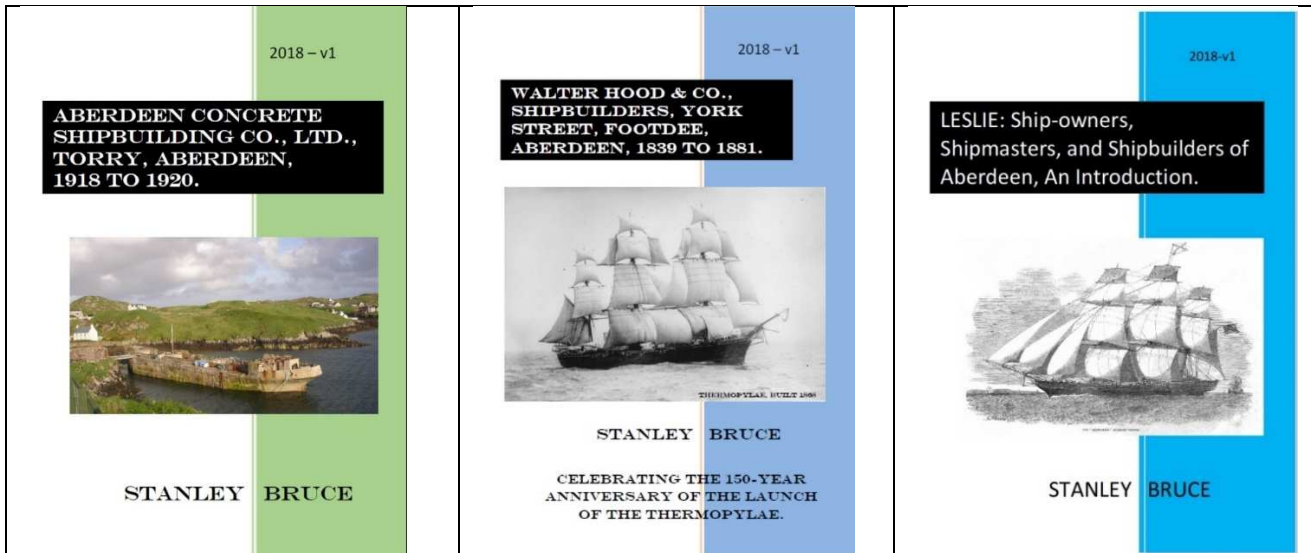 2018 – v1
ABERDEEN CONCRETE
SHIPBUILDING CO., LTD.,
TORRY, ABERDEEN,
1918 TO 1920.
STANLEY BRUCE
2018 – v1
WALTER HOOD & CO.,
SHIPBUILDERS, YORK
STREET, FOOTDEE,
ABERDEEN, 1839 TO 1881.
THERMOPYLAE, BUILT 1868
STANLEY BRUCE
CELEBRATING THE 150-YEAR
ANNIVERSARY OF THE LAUNCH
OF THE THERMOPYLAE.
2018-v1
LESLIE: Ship-owners,
Shipmasters, and Shipbuilders of
Aberdeen, An Introduction.
STANLEY BRUCE